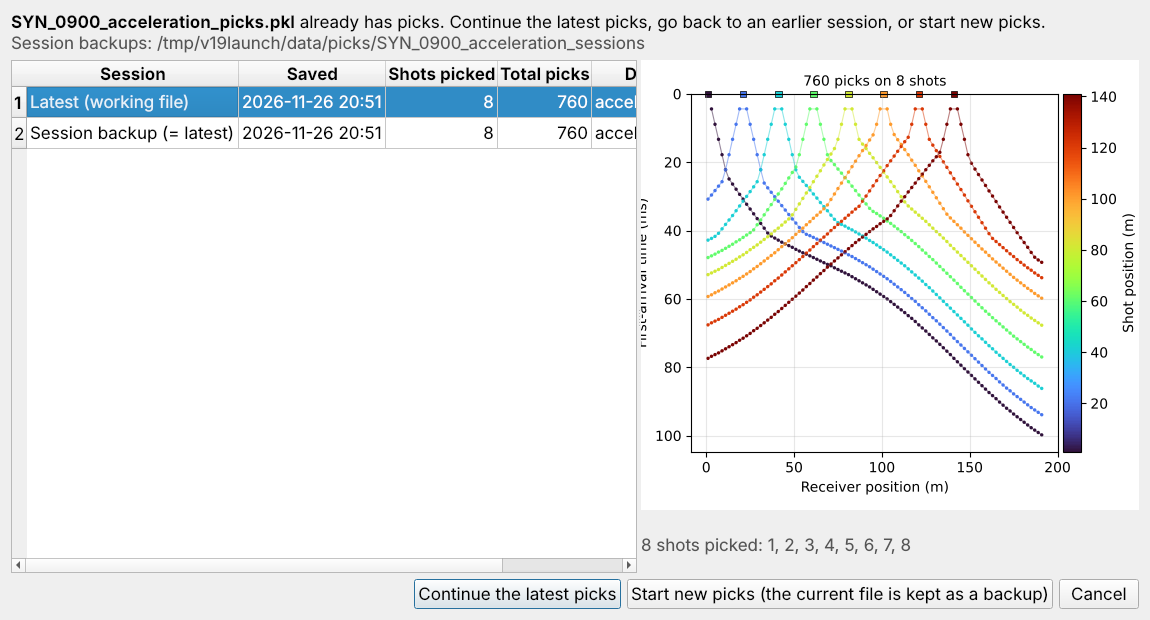 SYN_0900_acceleration_picks.pkl already has picks. Continue the latest picks, go back to an earlier session, or start new picks.
Session backups: /tmp/v19launch/data/picks/SYN_0900_acceleration_sessions
Session Saved Shots picked Total picks D
1 Latest (working file) 2026-11-26 20:51 8 760 accel
2 Session backup (= latest) 2026-11-26 20:51 8 760 accel
760 picks on 8 shots
0
20
40
60
80
100
First-arrival time (ms)
0 50 100 150 200
Receiver position (m)
140
120
100
80
60
40
20
Shot position (m)
8 shots picked: 1, 2, 3, 4, 5, 6, 7, 8
Continue the latest picks
Start new picks (the current file is kept as a backup)
Cancel